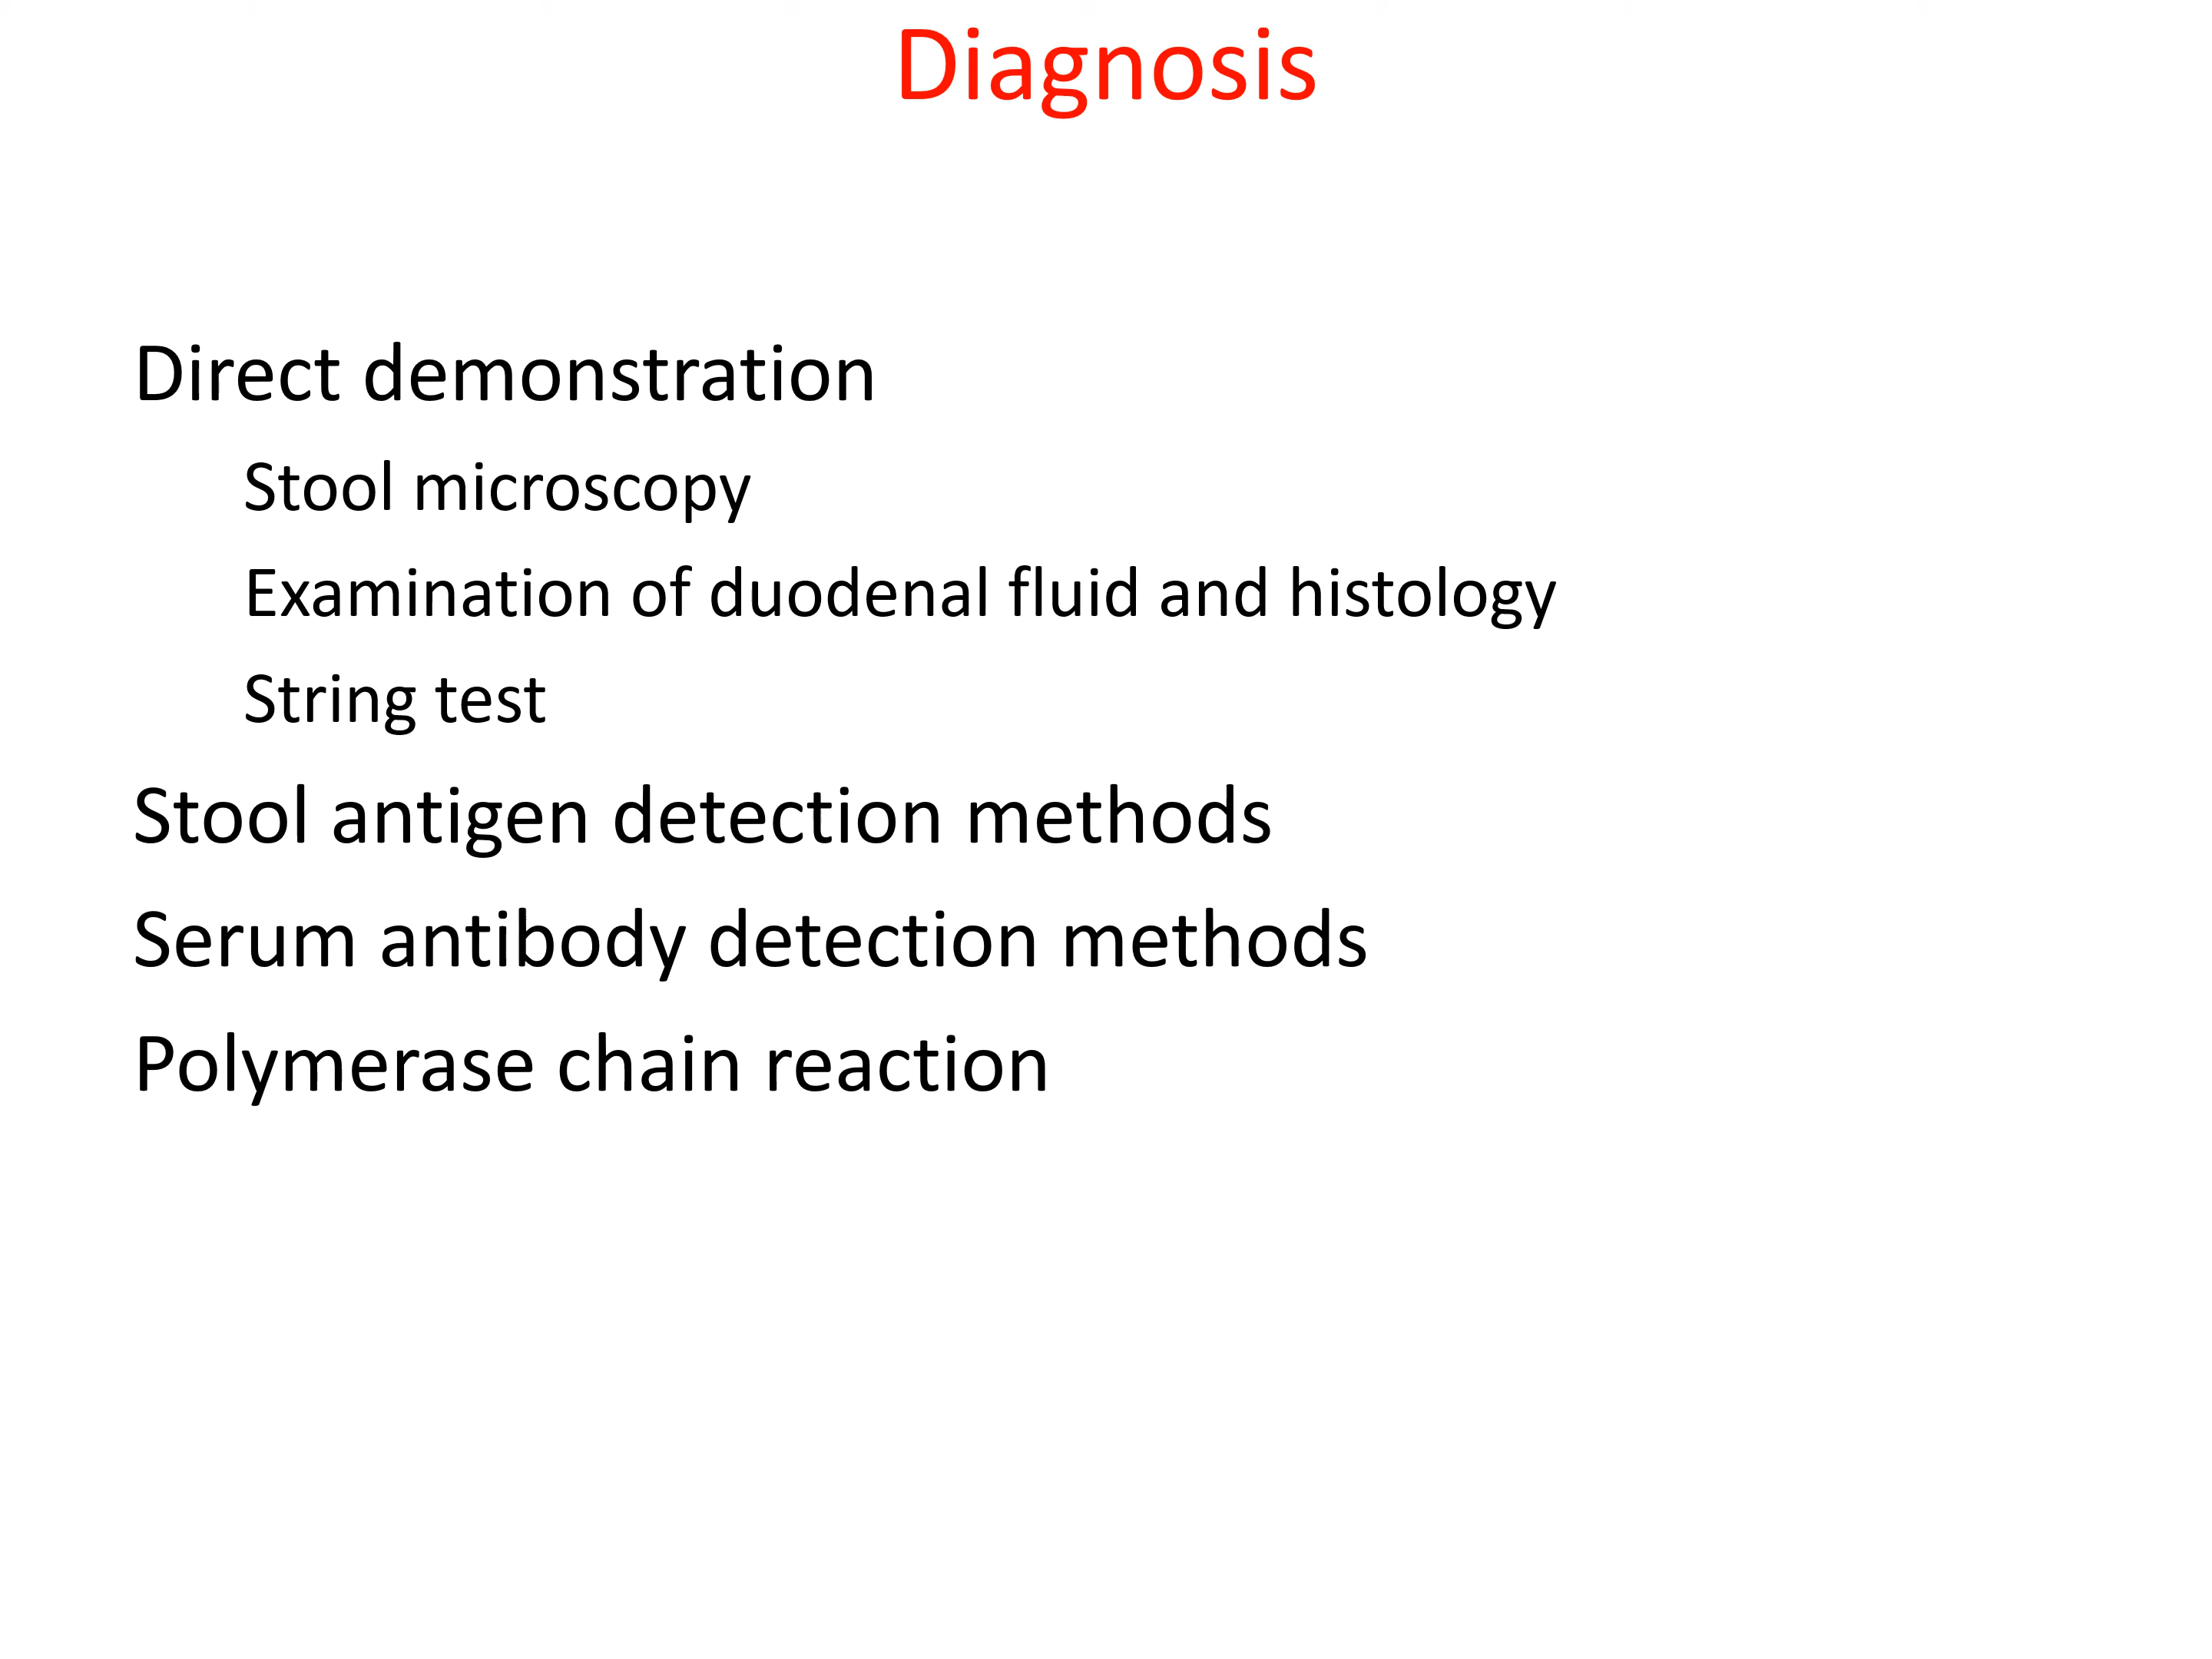 Diagnosis
Direct demonstration
Stool microscopy
Examination of duodenal fluid and histology
String test
Stool antigen detection methods
Serum antibody detection methods
Polymerase chain reaction